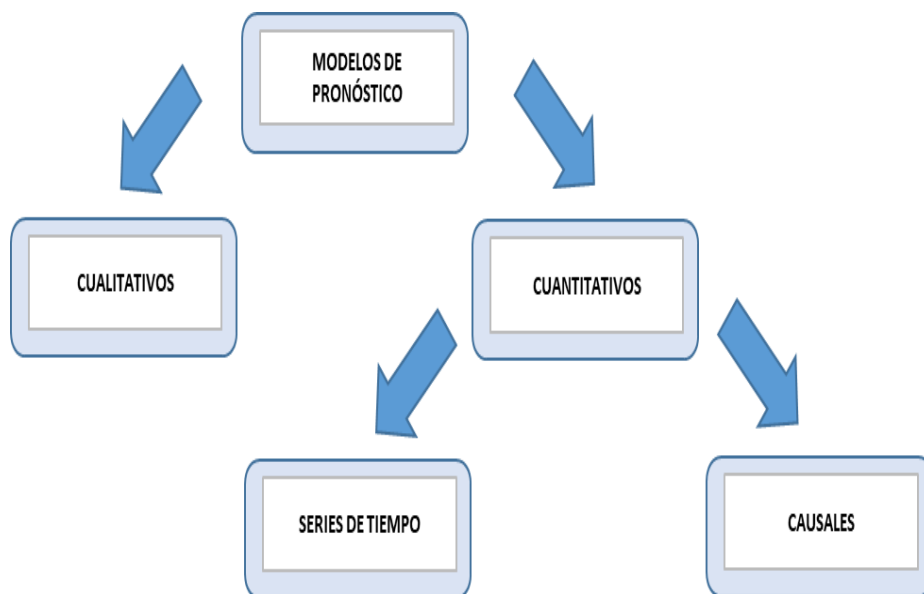 MODELOS DE
PRONÓSTICO
CUALITATIVOS
CUANTITATIVOS
SERIES DE TIEMPO
CAUSALES